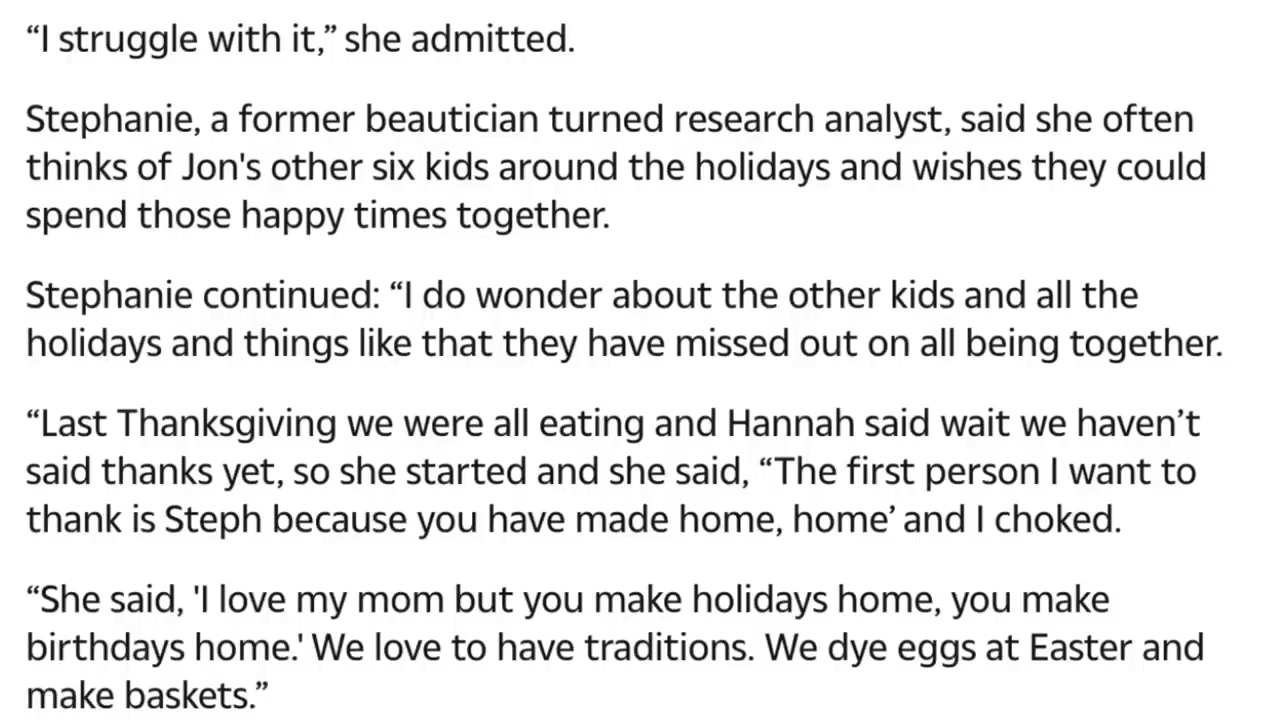 “I struggle with it,” she admitted.
Stephanie, a former beautician turned research analyst, said she often
thinks of Jon's other six kids around the holidays and wishes they could
spend those happy times together.
Stephanie continued: “I do wonder about the other kids and all the
holidays and things like that they have missed out on all being together.
“Last Thanksgiving we were all eating and Hannah said wait we haven’t
said thanks yet, so she started and she said, “The first person I want to
thank is Steph because you have made home, home’ and I choked.
“She said, 'I love my mom but you make holidays home, you make
birthdays home.' We love to have traditions. We dye eggs at Easter and
make baskets.”